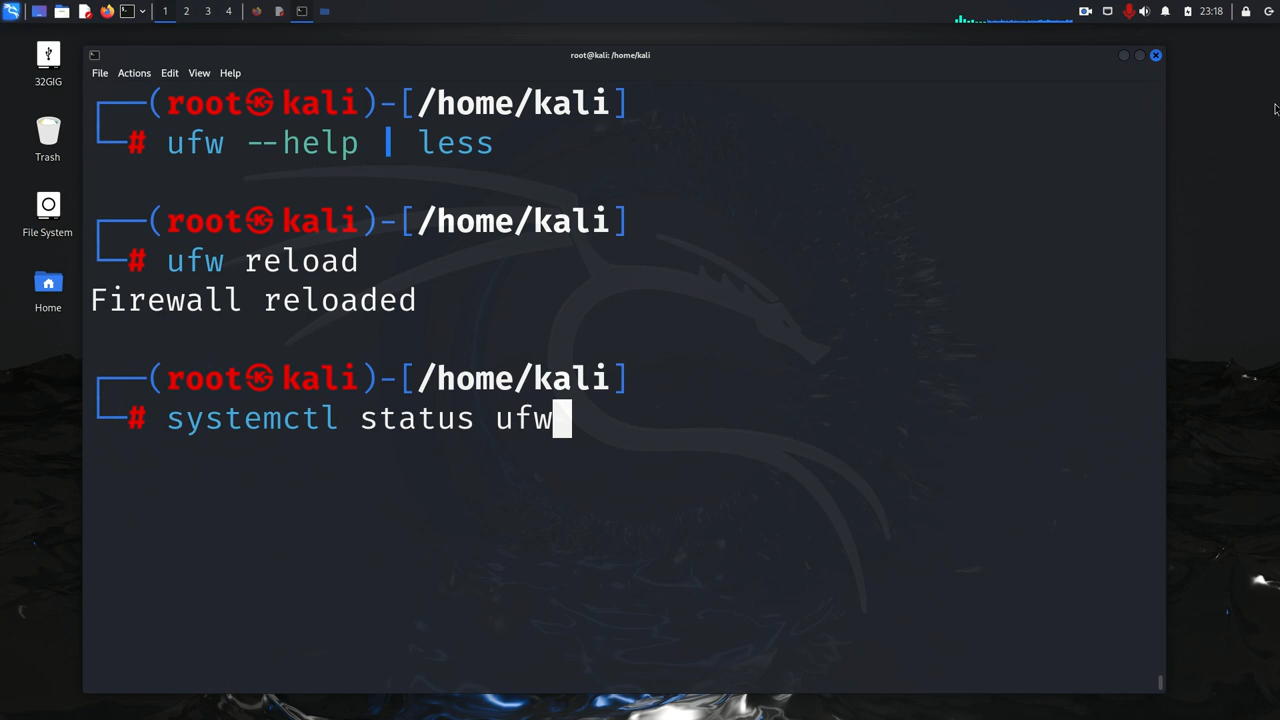 1 2 3 4
23:18
root@kali: /home/kali
File Actions Edit View Help
32GIG
Trash
File System
Home
┌──(root㉿kali)-[/home/kali]
└─# ufw --help | less
┌──(root㉿kali)-[/home/kali]
└─# ufw reload
Firewall reloaded
┌──(root㉿kali)-[/home/kali]
└─# systemctl status ufw